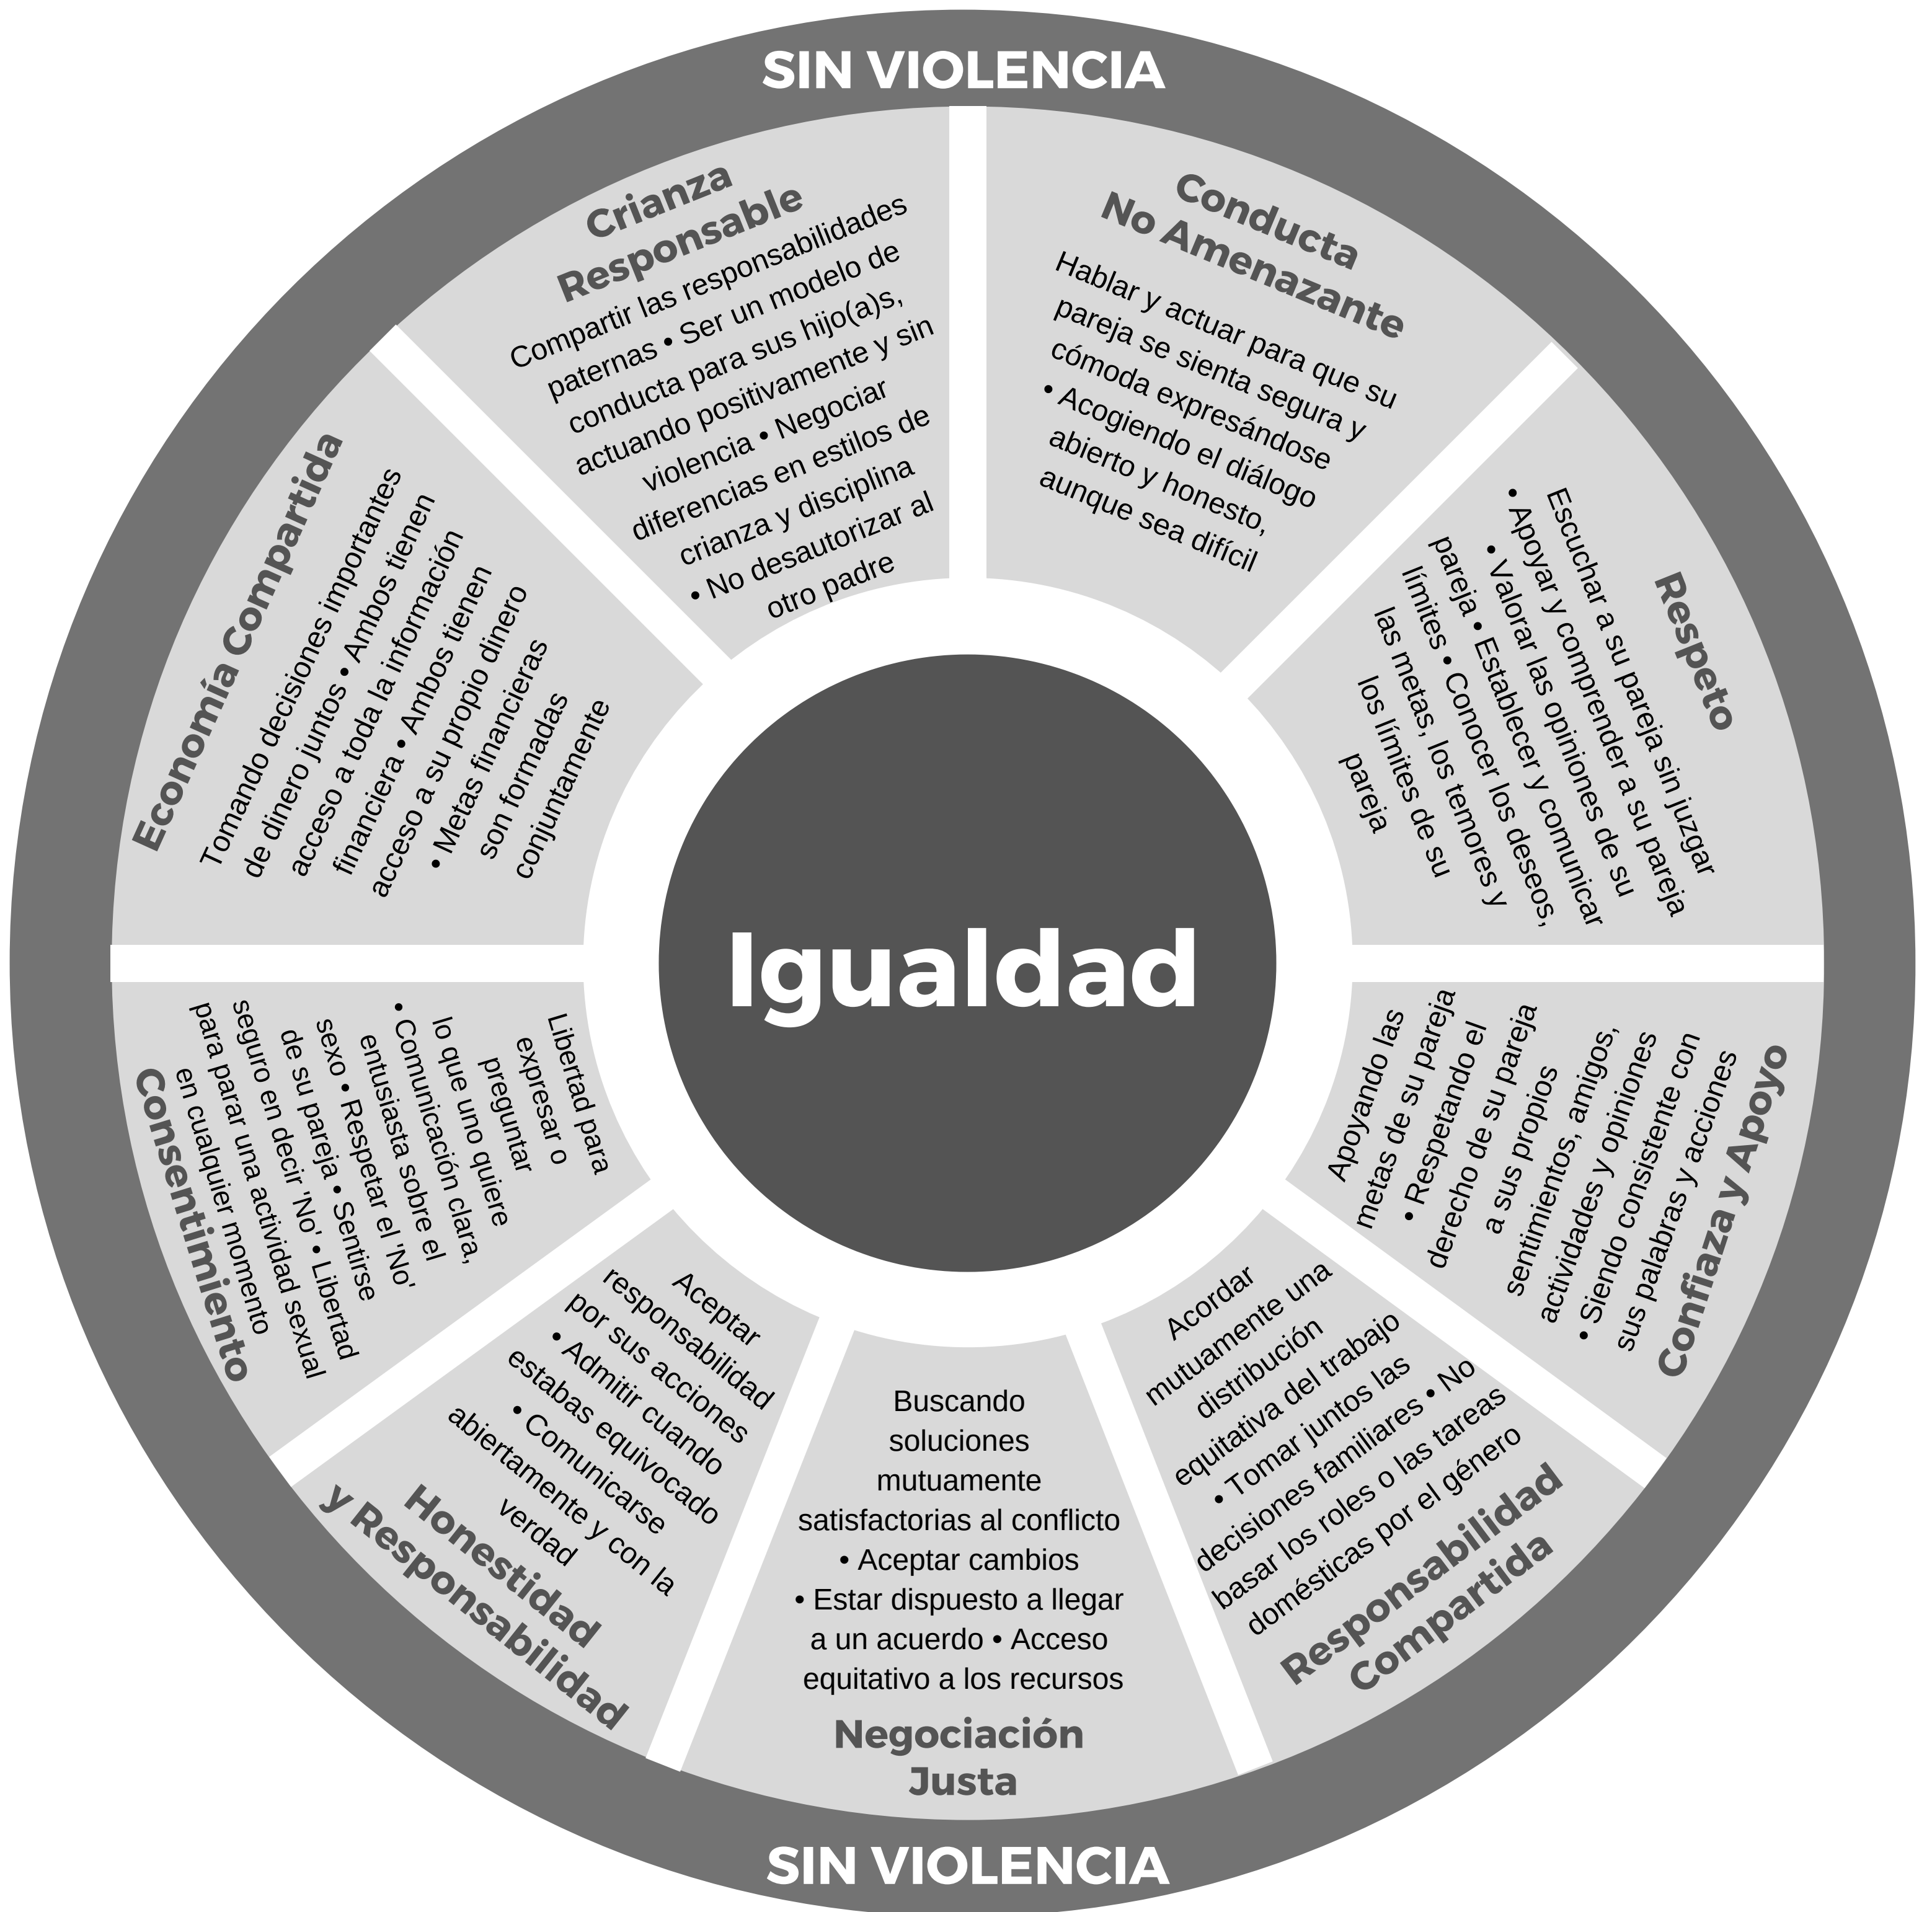 SIN VIOLENCIA
Conducta
No Amenazante
Hablar y actuar para que su
pareja se sienta segura y
cómoda expresándose
• Acogiendo el diálogo
abierto y honesto,
aunque sea difícil
Respeto
Escuchar a su pareja sin juzgar
• Apoyar y comprender a su pareja
• Valorar las opiniones de su
pareja • Establecer y comunicar
límites • Conocer los deseos,
las metas, los temores y
los límites de su
pareja
Apoyando las
metas de su pareja
• Respetando el
derecho de su pareja
a sus propios
sentimientos, amigos,
actividades y opiniones
• Siendo consistente con
sus palabras y acciones
Confiaza y Apoyo
Acordar
mutuamente una
distribución
equitativa del trabajo
• Tomar juntos las
decisiones familiares • No
basar los roles o las tareas
domésticas por el género
Responsabilidad
Compartida
Buscando
soluciones
mutuamente
satisfactorias al conflicto
• Aceptar cambios
• Estar dispuesto a llegar
a un acuerdo • Acceso
equitativo a los recursos
Negociación
Justa
Aceptar
responsabilidad
por sus acciones
• Admitir cuando
estabas equivocado
• Comunicarse
abiertamente y con la
verdad
Honestidad
y Responsabilidad
Libertad para
expresar o
preguntar
lo que uno quiere
• Comunicación clara,
entusiasta sobre el
sexo • Respetar el 'No'
de su pareja • Sentirse
seguro en decir 'No' • Libertad
para parar una actividad sexual
en cualquier momento
Consentimiento
Economía Compartida
Tomando decisiones importantes
de dinero juntos • Ambos tienen
acceso a toda la información
financiera • Ambos tienen
acceso a su propio dinero
• Metas financieras
son formadas
conjuntamente
Crianza
Responsable
Compartir las responsabilidades
paternas • Ser un modelo de
conducta para sus hijo(a)s,
actuando positivamente y sin
violencia • Negociar
diferencias en estilos de
crianza y disciplina
• No desautorizar al
otro padre
Igualdad
SIN VIOLENCIA